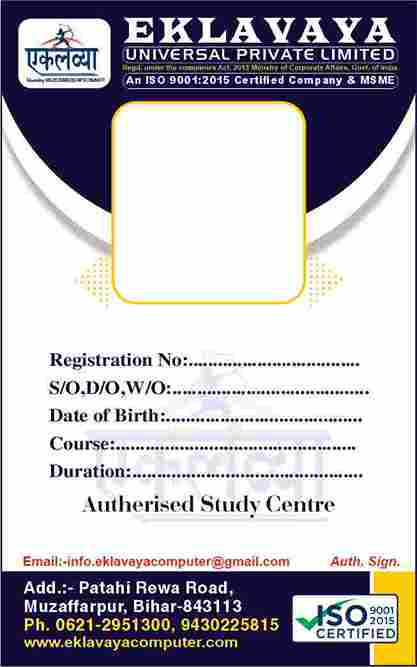 एकलव्या
EKLAVAYA
UNIVERSAL PRIVATE LIMITED
Regd. under the companies Act, 2013 Ministry of Corporate Affairs, Govt. of India
An ISO 9001:2015 Certified Company & MSME
Registration No:....................................
S/O,D/O,W/O:........................................
Date of Birth:........................................
Course:................................................
Duration:..............................................
एकलव्या
Autherised Study Centre
Email:-info.eklavayacomputer@gmail.com Auth. Sign.
Add.:- Patahi Rewa Road,
Muzaffarpur, Bihar-843113
Ph. 0621-2951300, 9430225815
www.eklavayacomputer.com
ISO 9001 2015
CERTIFIED